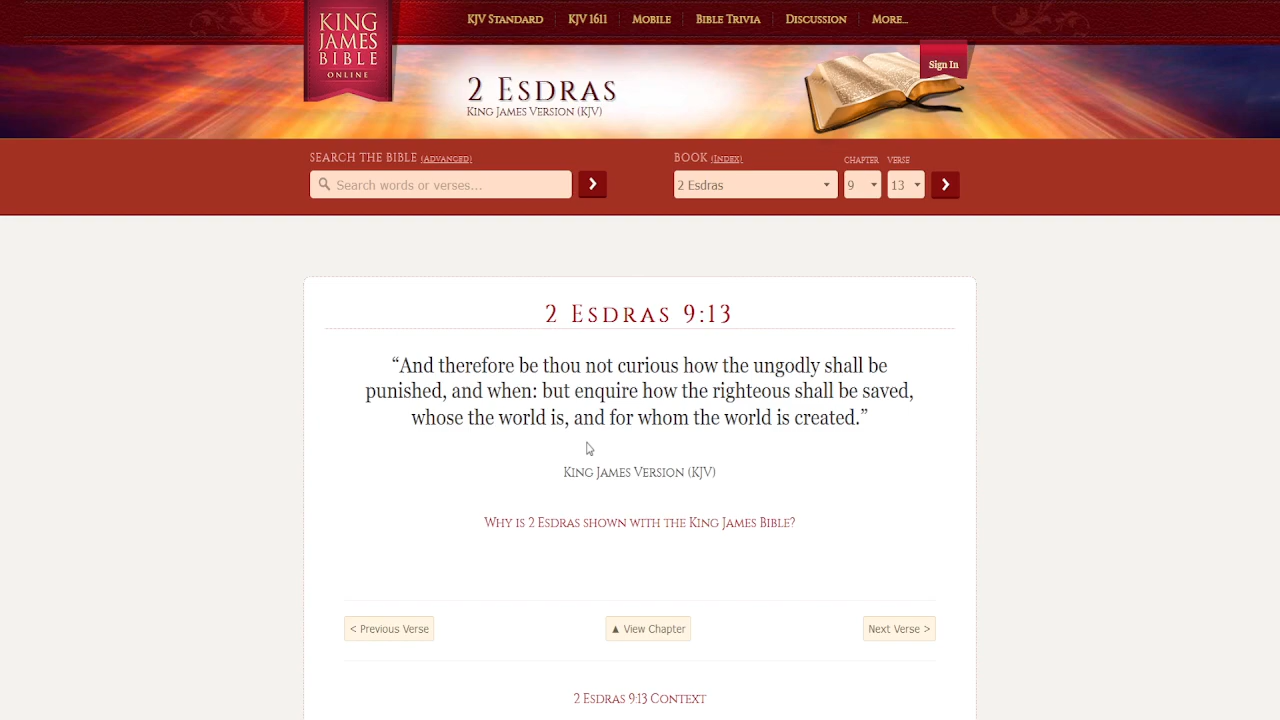 KING
JAMES
BIBLE
ONLINE
KJV Standard
KJV 1611
Mobile
Bible Trivia
Discussion
More...
Sign In
2 Esdras
King James Version (KJV)
Search the Bible (Advanced)
Search words or verses...
Book (Index)
2 Esdras
Chapter
9
Verse
13
2 Esdras 9:13
“And therefore be thou not curious how the ungodly shall be
punished, and when: but enquire how the righteous shall be saved,
whose the world is, and for whom the world is created.”
King James Version (KJV)
Why is 2 Esdras shown with the King James Bible?
< Previous Verse
▲ View Chapter
Next Verse >
2 Esdras 9:13 Context